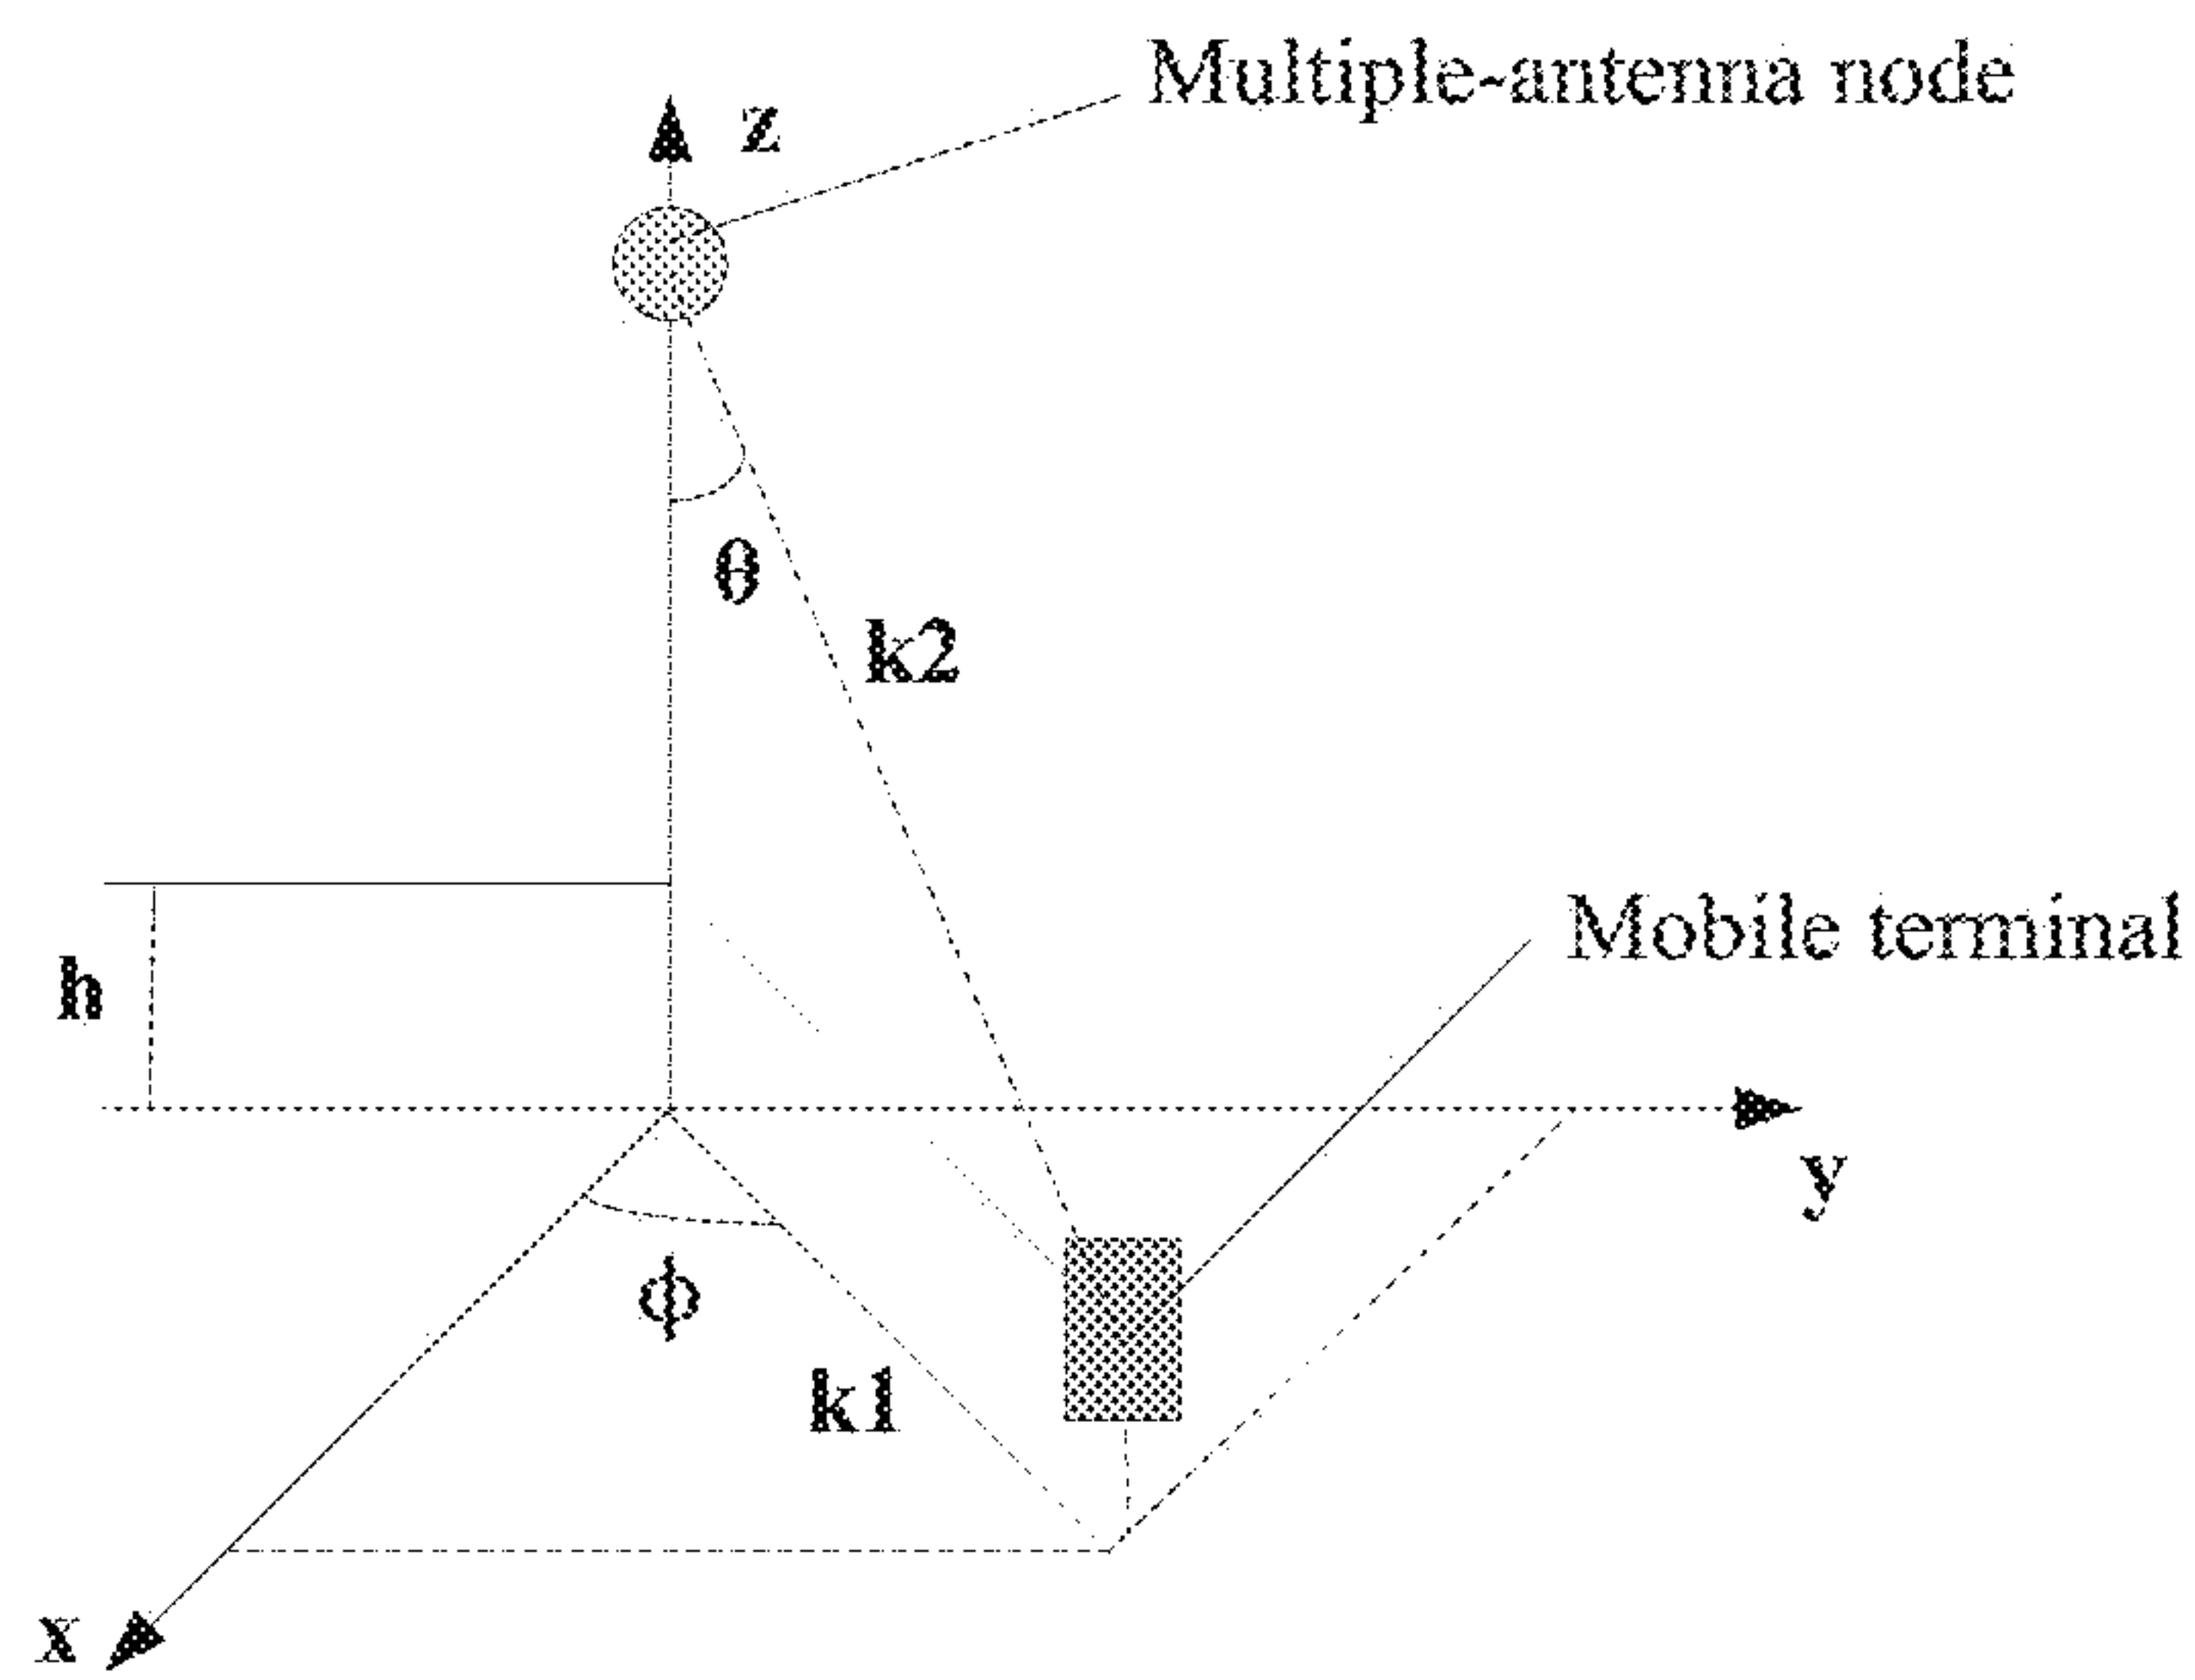 Multiple-antenna node
z
θ
k2
Mobile terminal
h
y
ϕ
k1
x